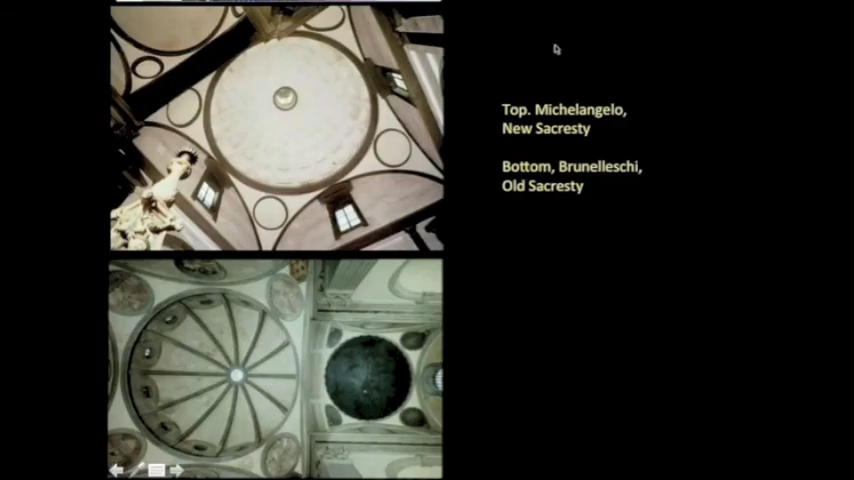 Top. Michelangelo,
New Sacresty
Bottom, Brunelleschi,
Old Sacresty